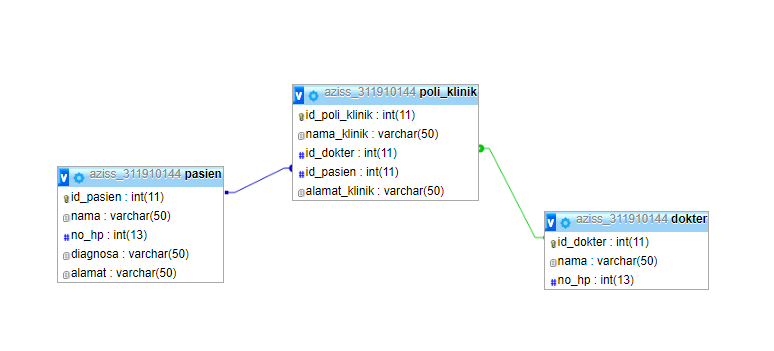 aziss_311910144 poli_klinik
id_poli_klinik : int(11)
nama_klinik : varchar(50)
id_dokter : int(11)
id_pasien : int(11)
alamat_klinik : varchar(50)
aziss_311910144 pasien
id_pasien : int(11)
nama : varchar(50)
no_hp : int(13)
diagnosa : varchar(50)
alamat : varchar(50)
aziss_311910144 dokter
id_dokter : int(11)
nama : varchar(50)
no_hp : int(13)